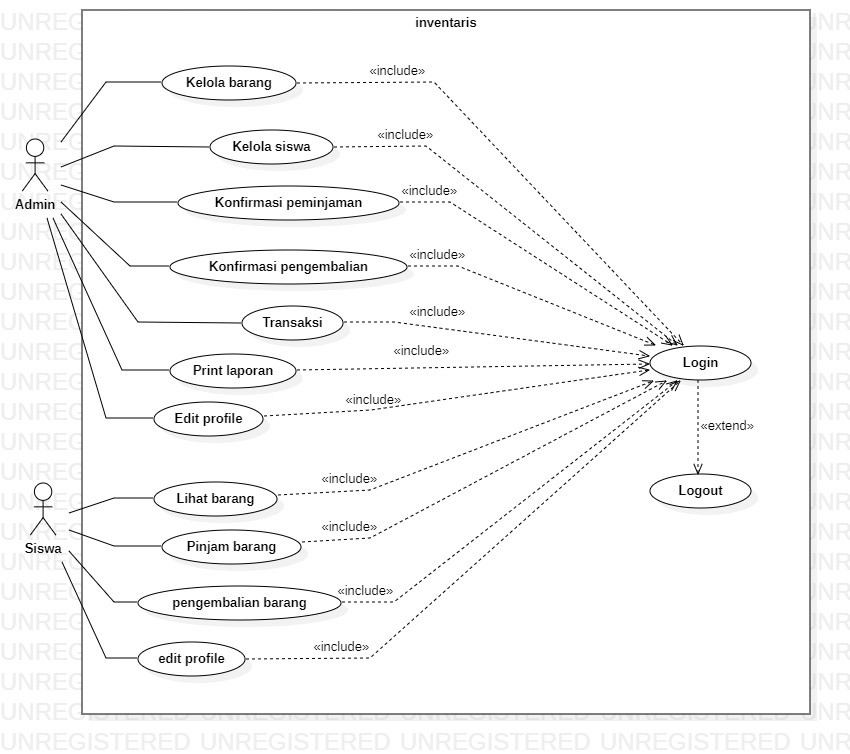 inventaris
Kelola barang
«include»
Kelola siswa
«include»
Konfirmasi peminjaman
«include»
Admin
Konfirmasi pengembalian
«include»
Transaksi
«include»
Print laporan
«include»
Login
Edit profile
«include»
«extend»
Lihat barang
«include»
Logout
Siswa
Pinjam barang
«include»
pengembalian barang
«include»
edit profile
«include»
UNREGISTERED UNREGISTERED UNREGISTERED UNREGISTERED